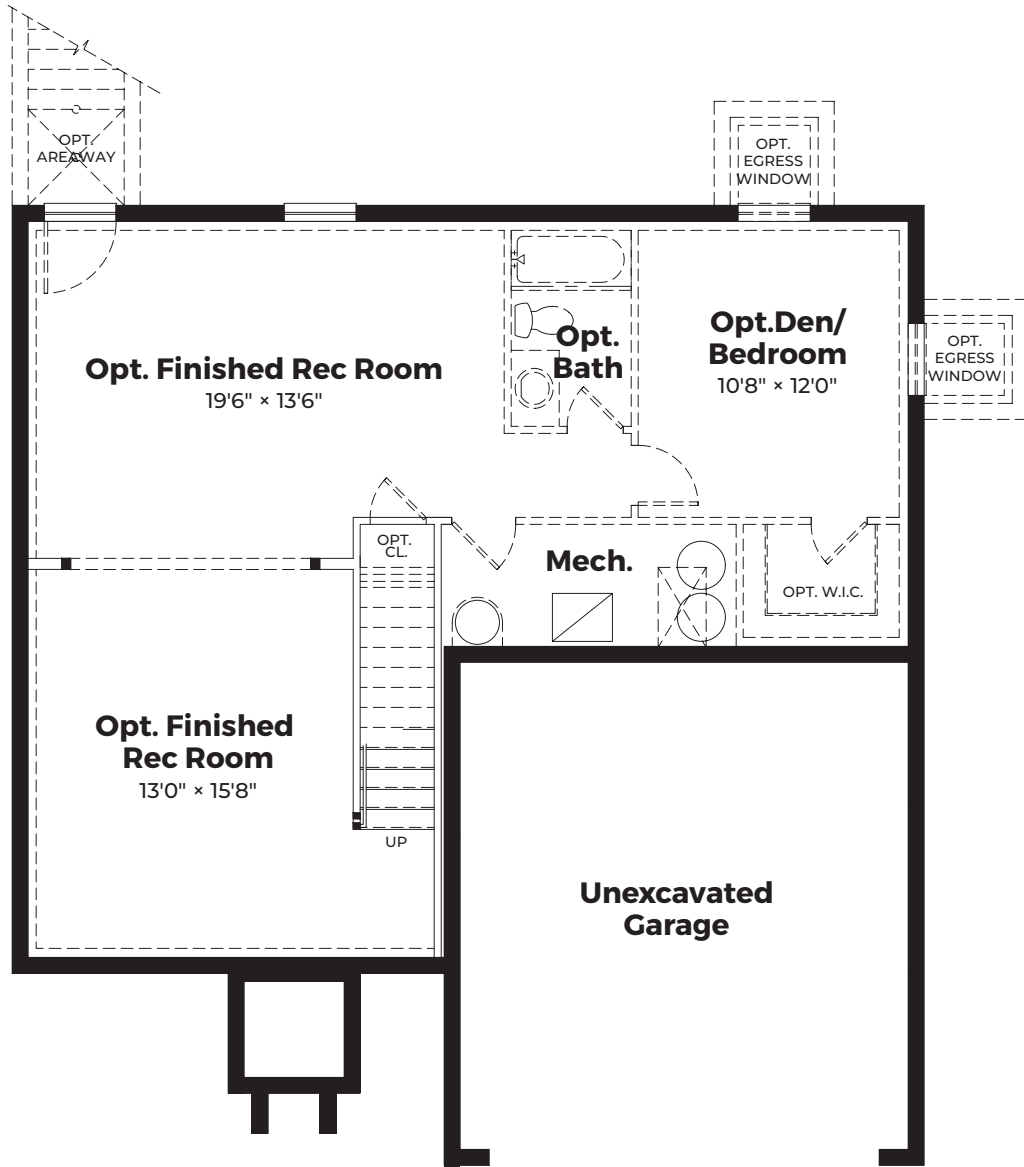 OPT.
AREAWAY
OPT.
EGRESS
WINDOW
Opt. Finished Rec Room
19'6" × 13'6"
Opt.
Bath
Opt.Den/
Bedroom
10'8" × 12'0"
OPT.
EGRESS
WINDOW
OPT.
CL.
Mech.
OPT. W.I.C.
Opt. Finished
Rec Room
13'0" × 15'8"
UP
Unexcavated
Garage